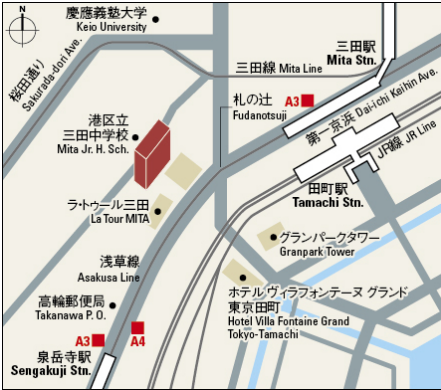 N
慶應義塾大学
Keio University
桜田通り
Sakurada-dori Ave.
三田駅
Mita Stn.
三田線 Mita Line
札の辻
Fudanotsuji
A3
第一京浜 Dai-ichi Keihin Ave.
港区立
三田中学校
Mita Jr. H. Sch.
JR線 JR Line
田町駅
Tamachi Stn.
ラ・トゥール三田
La Tour MITA
グランパークタワー
Granpark Tower
浅草線
Asakusa Line
ホテル ヴィラフォンテーヌ グランド
東京田町
Hotel Villa Fontaine Grand
Tokyo-Tamachi
高輪郵便局
Takanawa P. O.
A3
A4
泉岳寺駅
Sengakuji Stn.